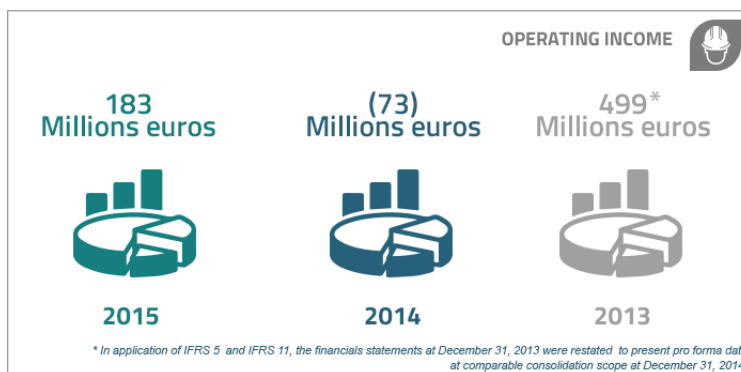 OPERATING INCOME
183
Millions euros
(73)
Millions euros
499*
Millions euros
2015
2014
2013
* In application of IFRS 5 and IFRS 11, the financials statements at December 31, 2013 were restated to present pro forma dat
at comparable consolidation scope at December 31, 2014